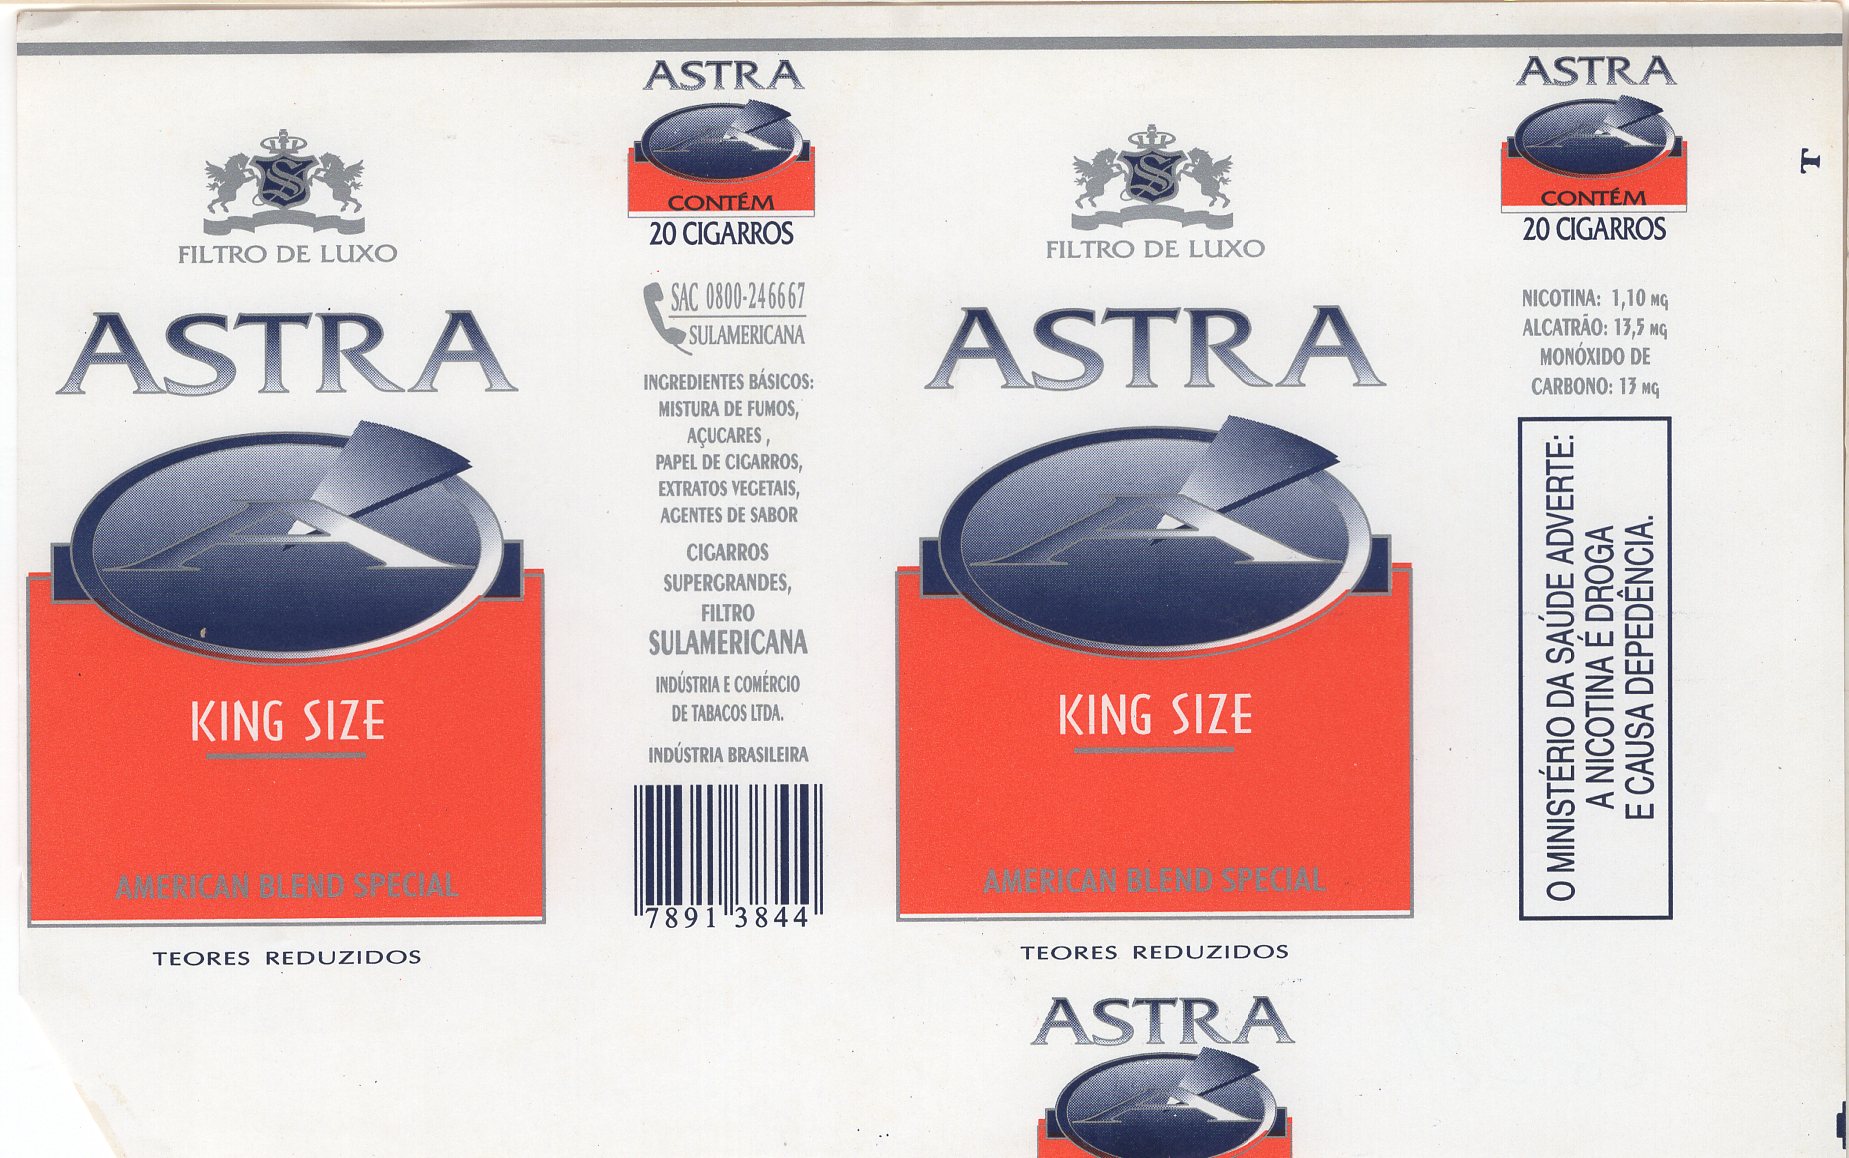 S
FILTRO DE LUXO
ASTRA
KING SIZE
AMERICAN BLEND SPECIAL
TEORES REDUZIDOS
ASTRA
CONTÉM
20 CIGARROS
SAC 0800-246667
SULAMERICANA
INGREDIENTES BÁSICOS:
MISTURA DE FUMOS,
AÇUCARES ,
PAPEL DE CIGARROS,
EXTRATOS VEGETAIS,
AGENTES DE SABOR
CIGARROS
SUPERGRANDES,
FILTRO
SULAMERICANA
INDÚSTRIA E COMÉRCIO
DE TABACOS LTDA.
INDÚSTRIA BRASILEIRA
7891 3844
S
FILTRO DE LUXO
ASTRA
KING SIZE
AMERICAN BLEND SPECIAL
TEORES REDUZIDOS
ASTRA
ASTRA
CONTÉM
20 CIGARROS
NICOTINA: 1,10 MG
ALCATRÃO: 13,5 MG
MONÓXIDO DE
CARBONO: 13 MG
O MINISTÉRIO DA SAÚDE ADVERTE:
A NICOTINA É DROGA
E CAUSA DEPEDÊNCIA.
T